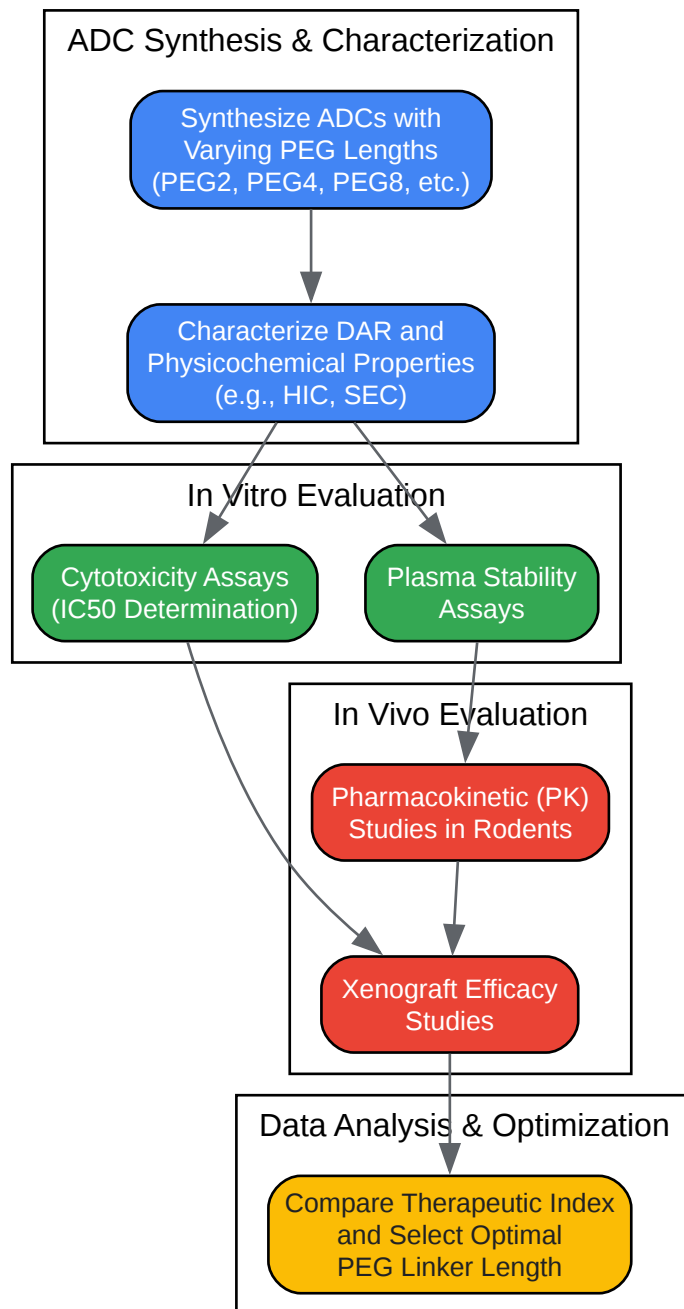 ADC Synthesis & Characterization
Synthesize ADCs with
Varying PEG Lengths
(PEG2, PEG4, PEG8, etc.)
Characterize DAR and
Physicochemical Properties
(e.g., HIC, SEC)
In Vitro Evaluation
Cytotoxicity Assays
(IC50 Determination)
Plasma Stability
Assays
In Vivo Evaluation
Pharmacokinetic (PK)
Studies in Rodents
Xenograft Efficacy
Studies
Data Analysis & Optimization
Compare Therapeutic Index
and Select Optimal
PEG Linker Length